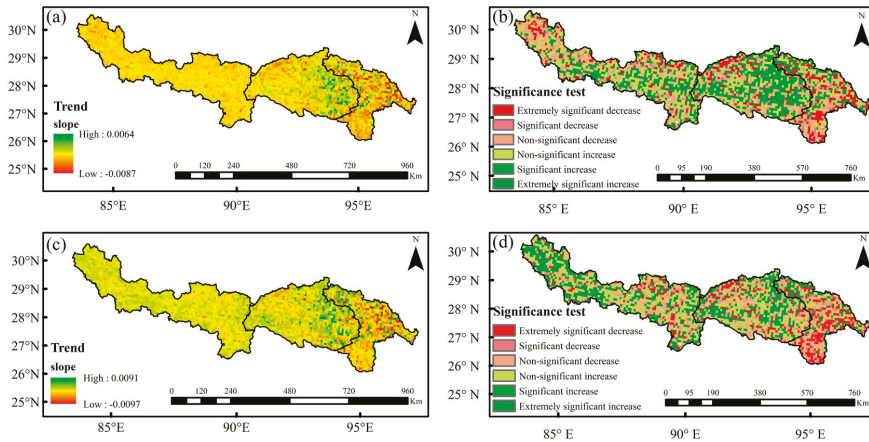 (a)
N
30°N
29°N
28°N
27°N
26°N
25°N
Trend
slope
High : 0.0064
Low : -0.0087
0 120 240 480 720 960
Km
85° E 90° E 95° E
(b)
N
30° N
29° N
28° N
27° N
26° N
25° N
Significance test
Extremely significant decrease
Significant decrease
Non-significant decrease
Non-significant increase
Significant increase
Extremely significant increase
0 95 190 380 570 760
Km
85° E 90° E 95° E
(c)
N
30°N
29°N
28°N
27°N
26°N
25°N
Trend
slope
High : 0.0091
Low : -0.0097
0 120 240 480 720 960
Km
85° E 90° E 95° E
(d)
N
30° N
29° N
28° N
27° N
26° N
25° N
Significance test
Extremely significant decrease
Significant decrease
Non-significant decrease
Non-significant increase
Significant increase
Extremely significant increase
0 95 190 380 570 760
Km
85° E 90° E 95° E